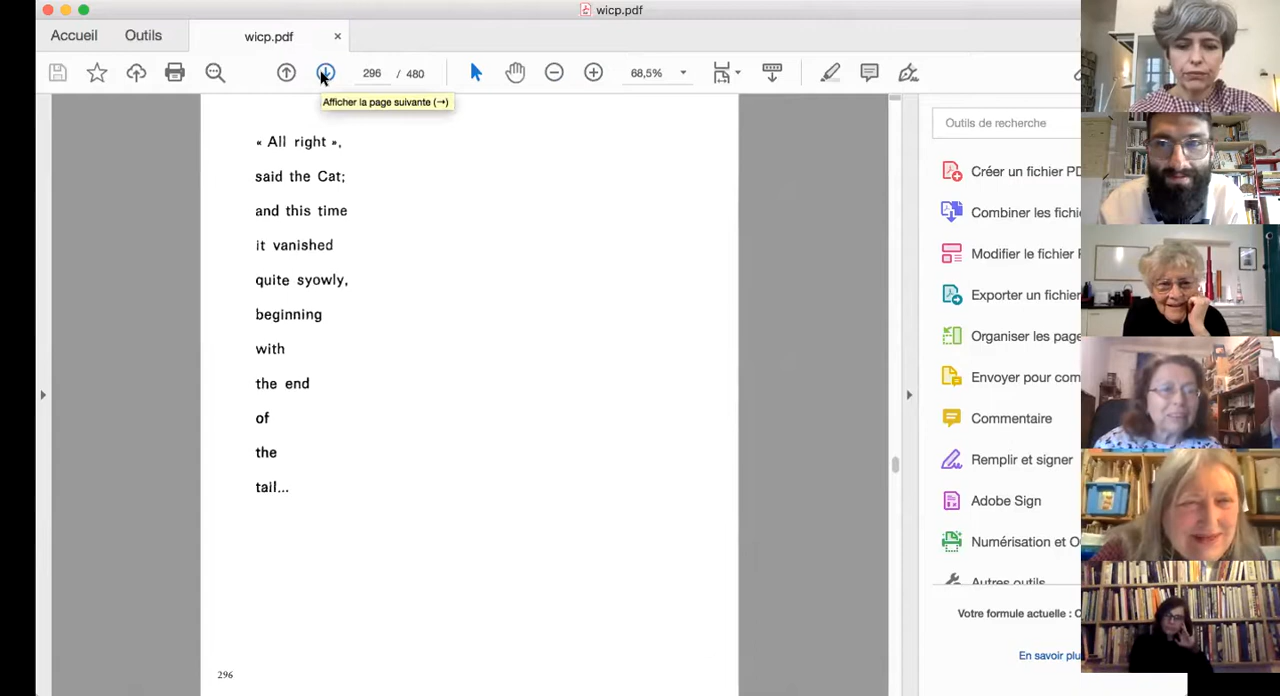 wicp.pdf
Accueil
Outils
wicp.pdf
×
296 / 480
68,5%
Afficher la page suivante (→)
« All right »,
said the Cat;
and this time
it vanished
quite syowly,
beginning
with
the end
of
the
tail...
296
Outils de recherche
Créer un fichier PD
Combiner les fichi
Modifier le fichier
Exporter un fichier
Organiser les page
Envoyer pour com
Commentaire
Remplir et signer
Adobe Sign
Numérisation et O
Autres outils
Votre formule actuelle :
En savoir plu